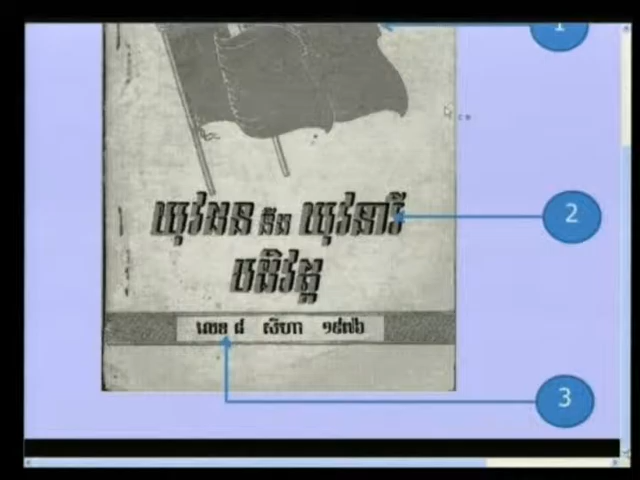 1
យុវជន និង យុវនារី
2
បដិវត្ត
លេខ ៨ សីហា ១៩៧៦
3